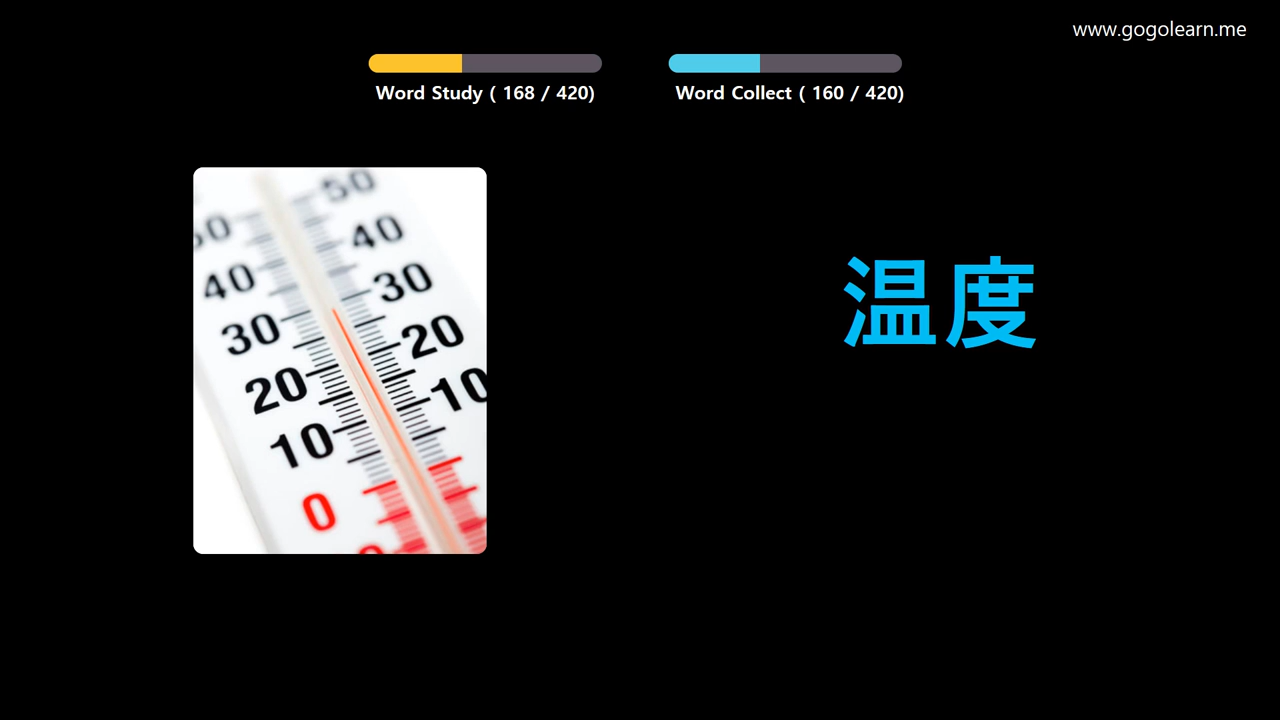 www.gogolearn.me
Word Study ( 168 / 420)
Word Collect ( 160 / 420)
50
50
40
40
30
30
20
20
10
10
0
温度